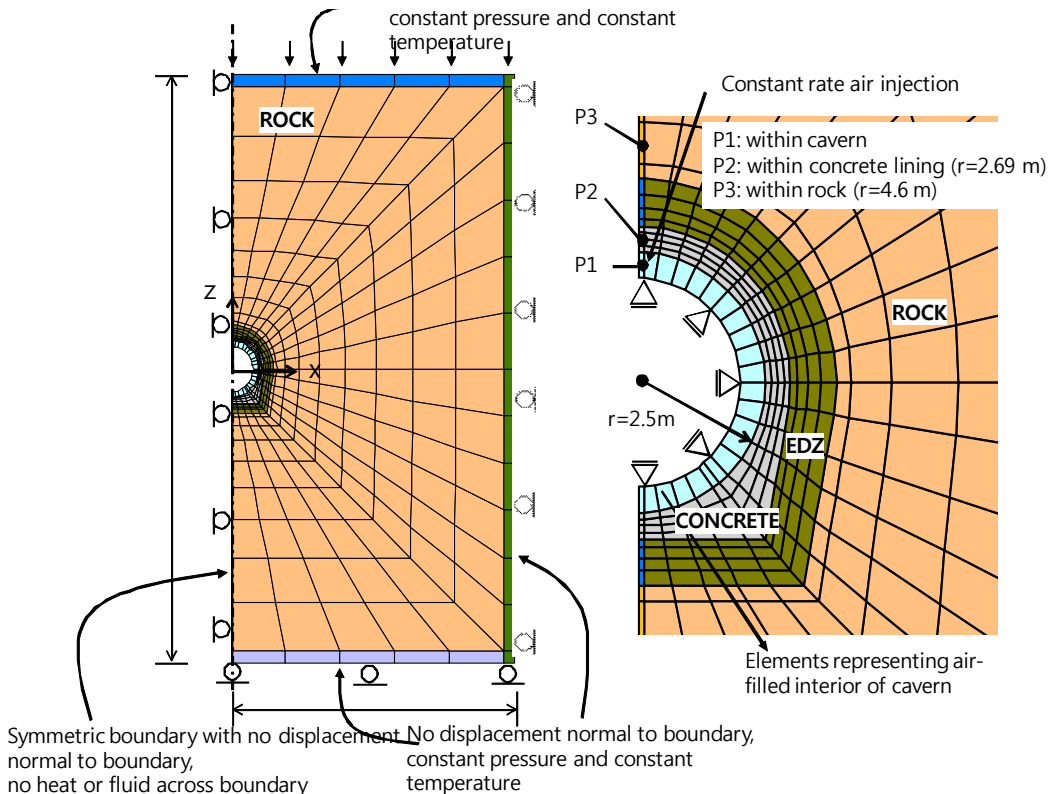 constant pressure and constant
temperature
ROCK
Z
X
Symmetric boundary with no displacement
normal to boundary,
no heat or fluid across boundary
No displacement normal to boundary,
constant pressure and constant
temperature
Constant rate air injection
P3
P1: within cavern
P2: within concrete lining (r=2.69 m)
P3: within rock (r=4.6 m)
P2
P1
ROCK
r=2.5m
EDZ
CONCRETE
Elements representing air-
filled interior of cavern